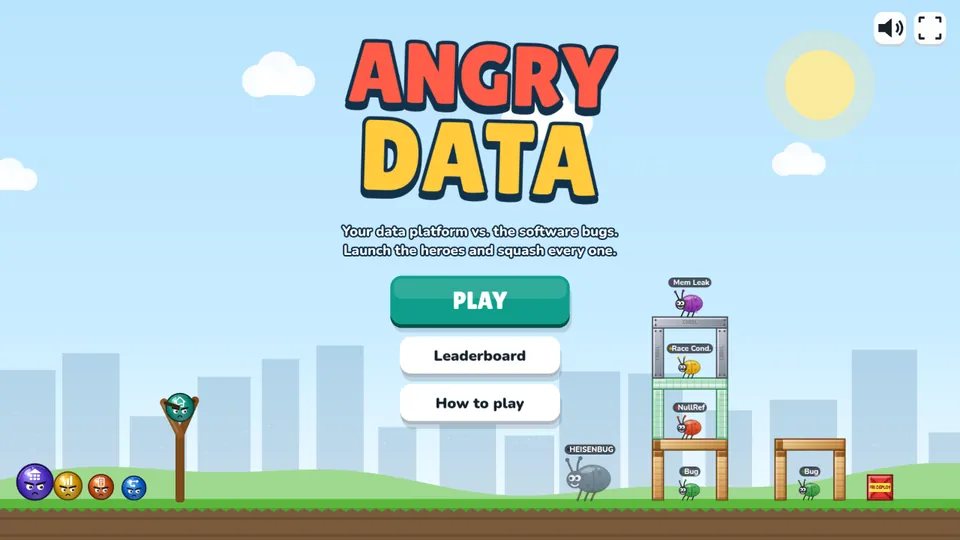 ANGRY
DATA
Your data platform vs. the software bugs.
Launch the heroes and squash every one.
PLAY
Leaderboard
How to play
Mem Leak
Race Cond.
NullRef
HEISENBUG
Bug
Bug